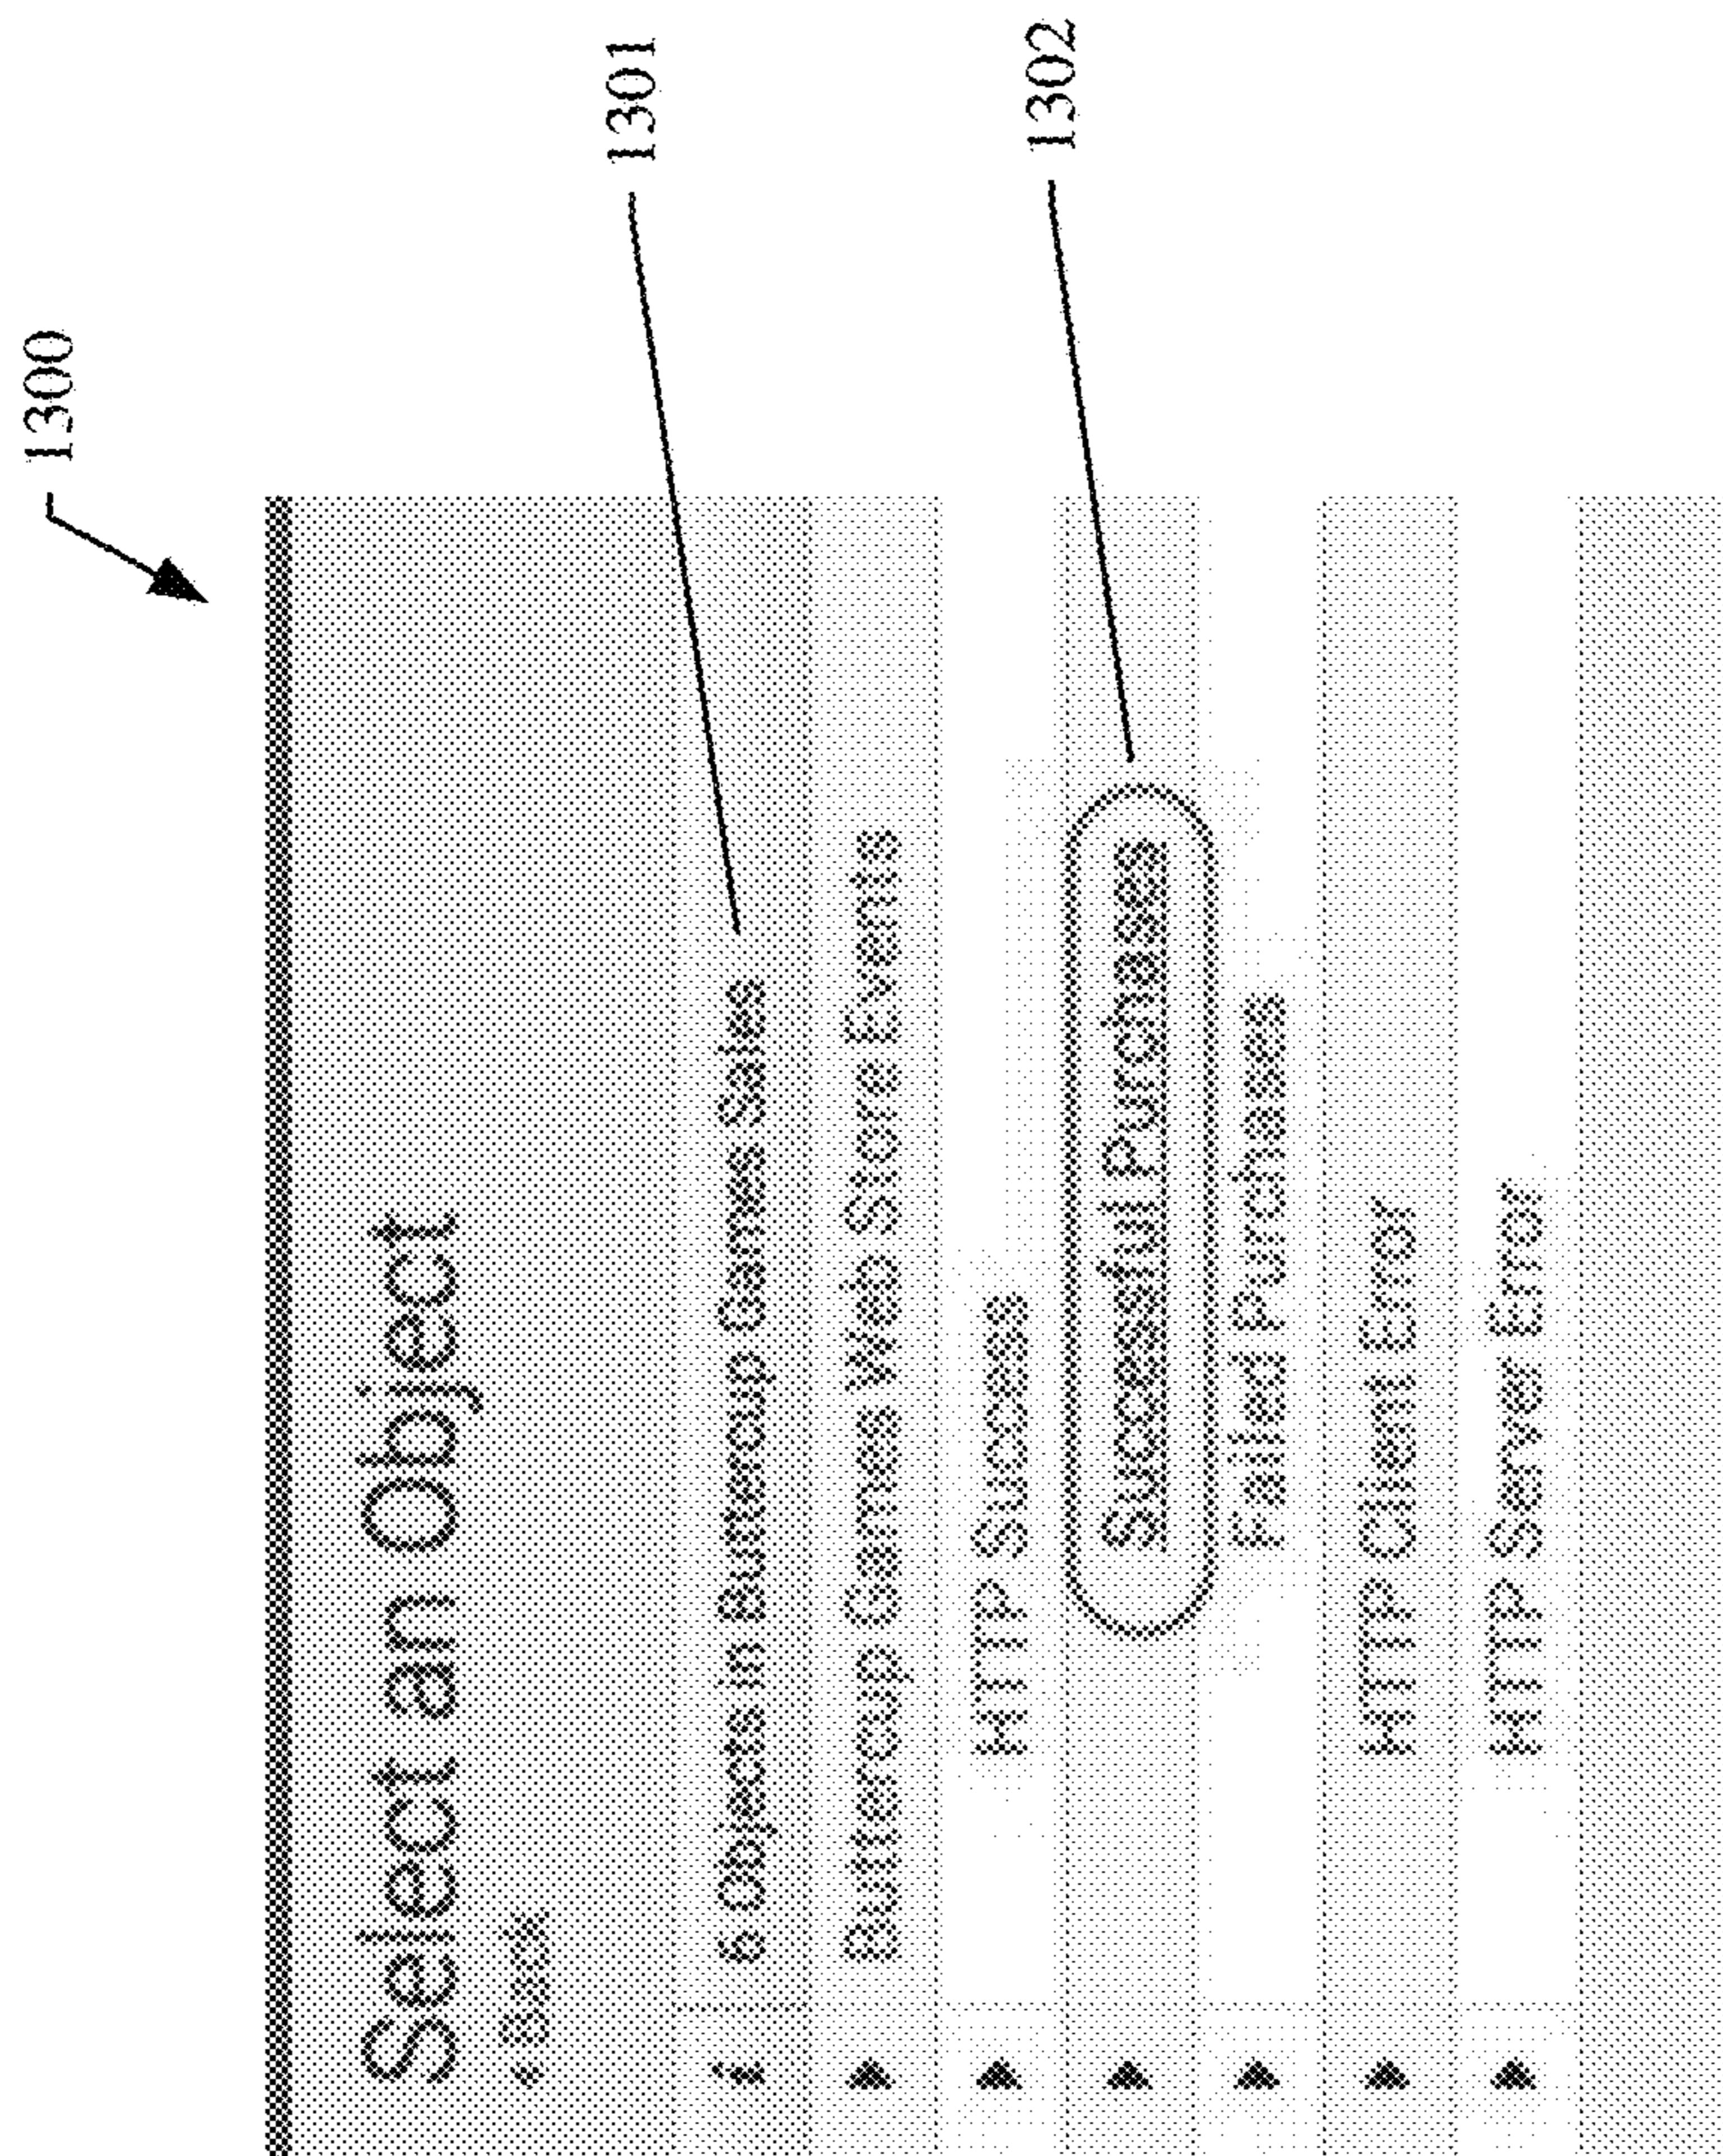 1300
Select an Object
‹ Back
1301
i 6 Objects in Buttercup Games Sales
Buttercup Games Web Store Events
HTTP Success
1302
Successful Purchases
Failed Purchases
HTTP Client Error
HTTP Server Error